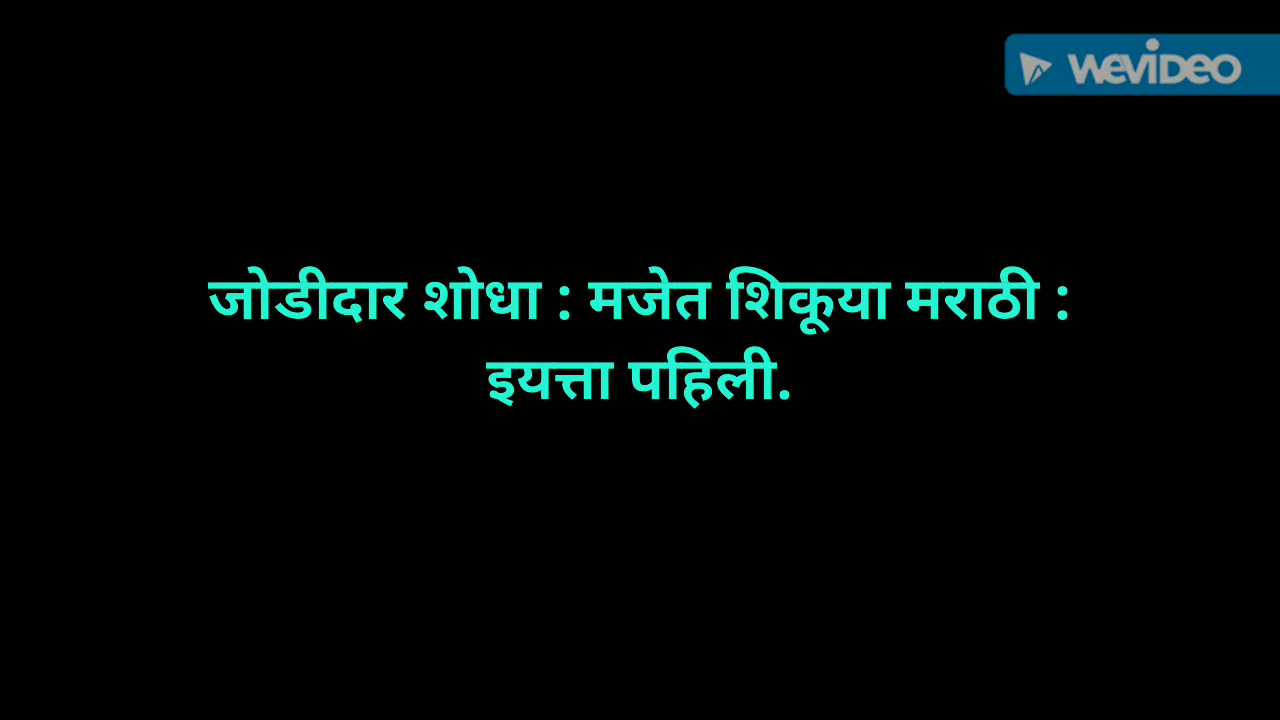 WEVIDEO
जोडीदार शोधा : मजेत शिकूया मराठी :
इयत्ता पहिली.